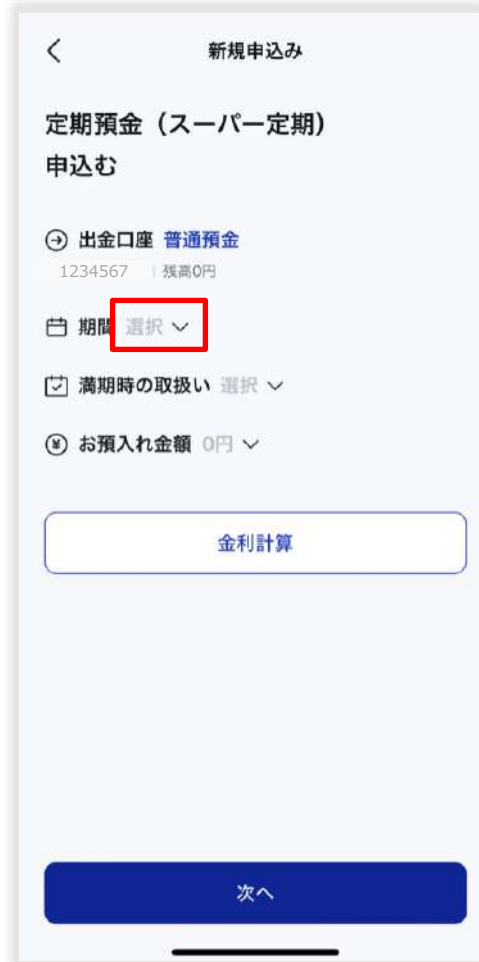 新規申込み
定期預金（スーパー定期）
申込む
出金口座 普通預金
1234567 | 残高0円
期間 選択
満期時の取扱い 選択
お預入れ金額 0円
金利計算
次へ